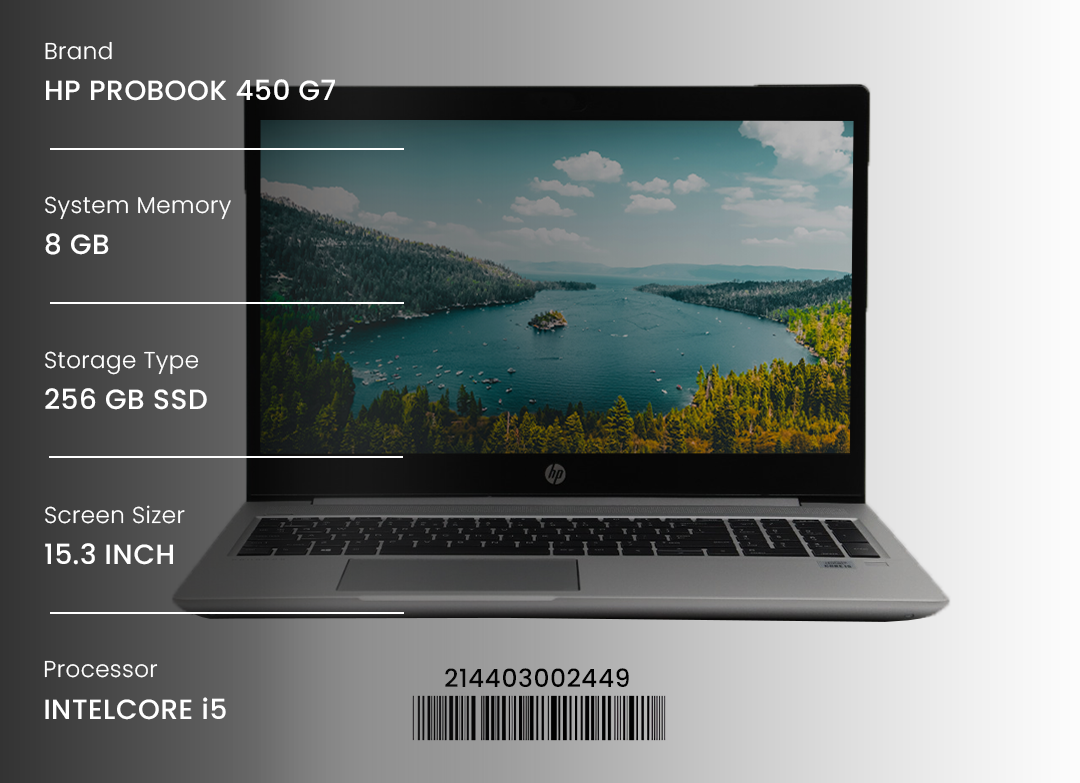 Brand
HP PROBOOK 450 G7
System Memory
8 GB
Storage Type
256 GB SSD
hp
Screen Sizer
15.3 INCH
Processor
INTELCORE i5
214403002449